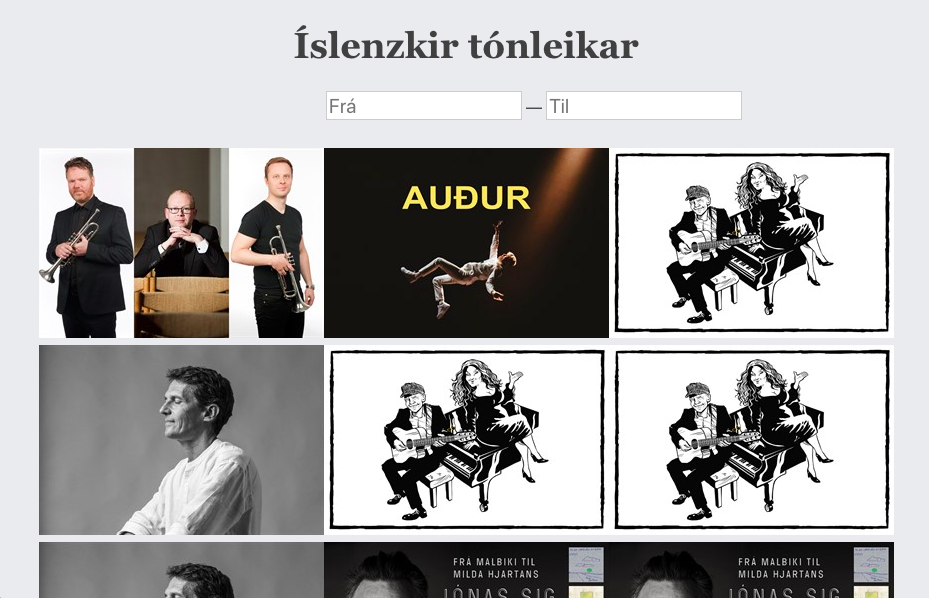 Íslenzkir tónleikar
Frá — Til
AUÐUR
FRÁ MALBIKI TIL
MILDA HJARTANS
JÓNAS SIG
FRÁ MALBIKI TIL
MILDA HJARTANS
JÓNAS SIG